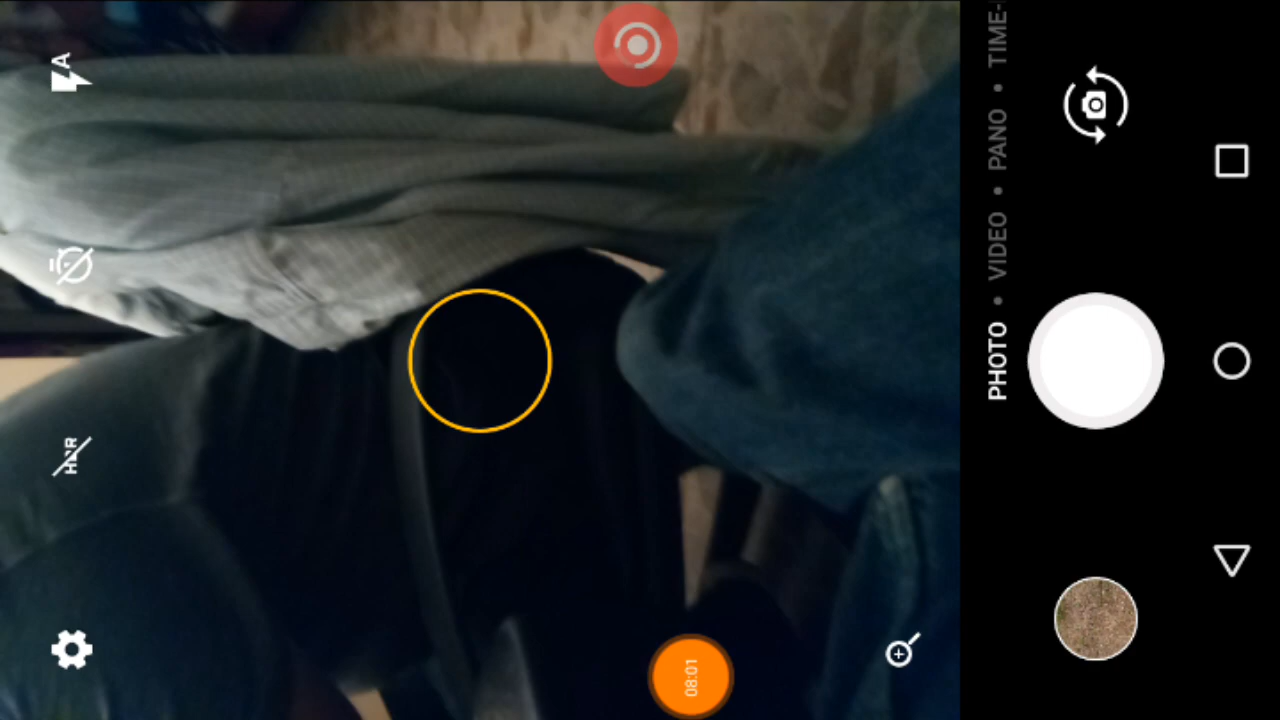 A
HDR
PHOTO • VIDEO • PANO • TIME-
08:01